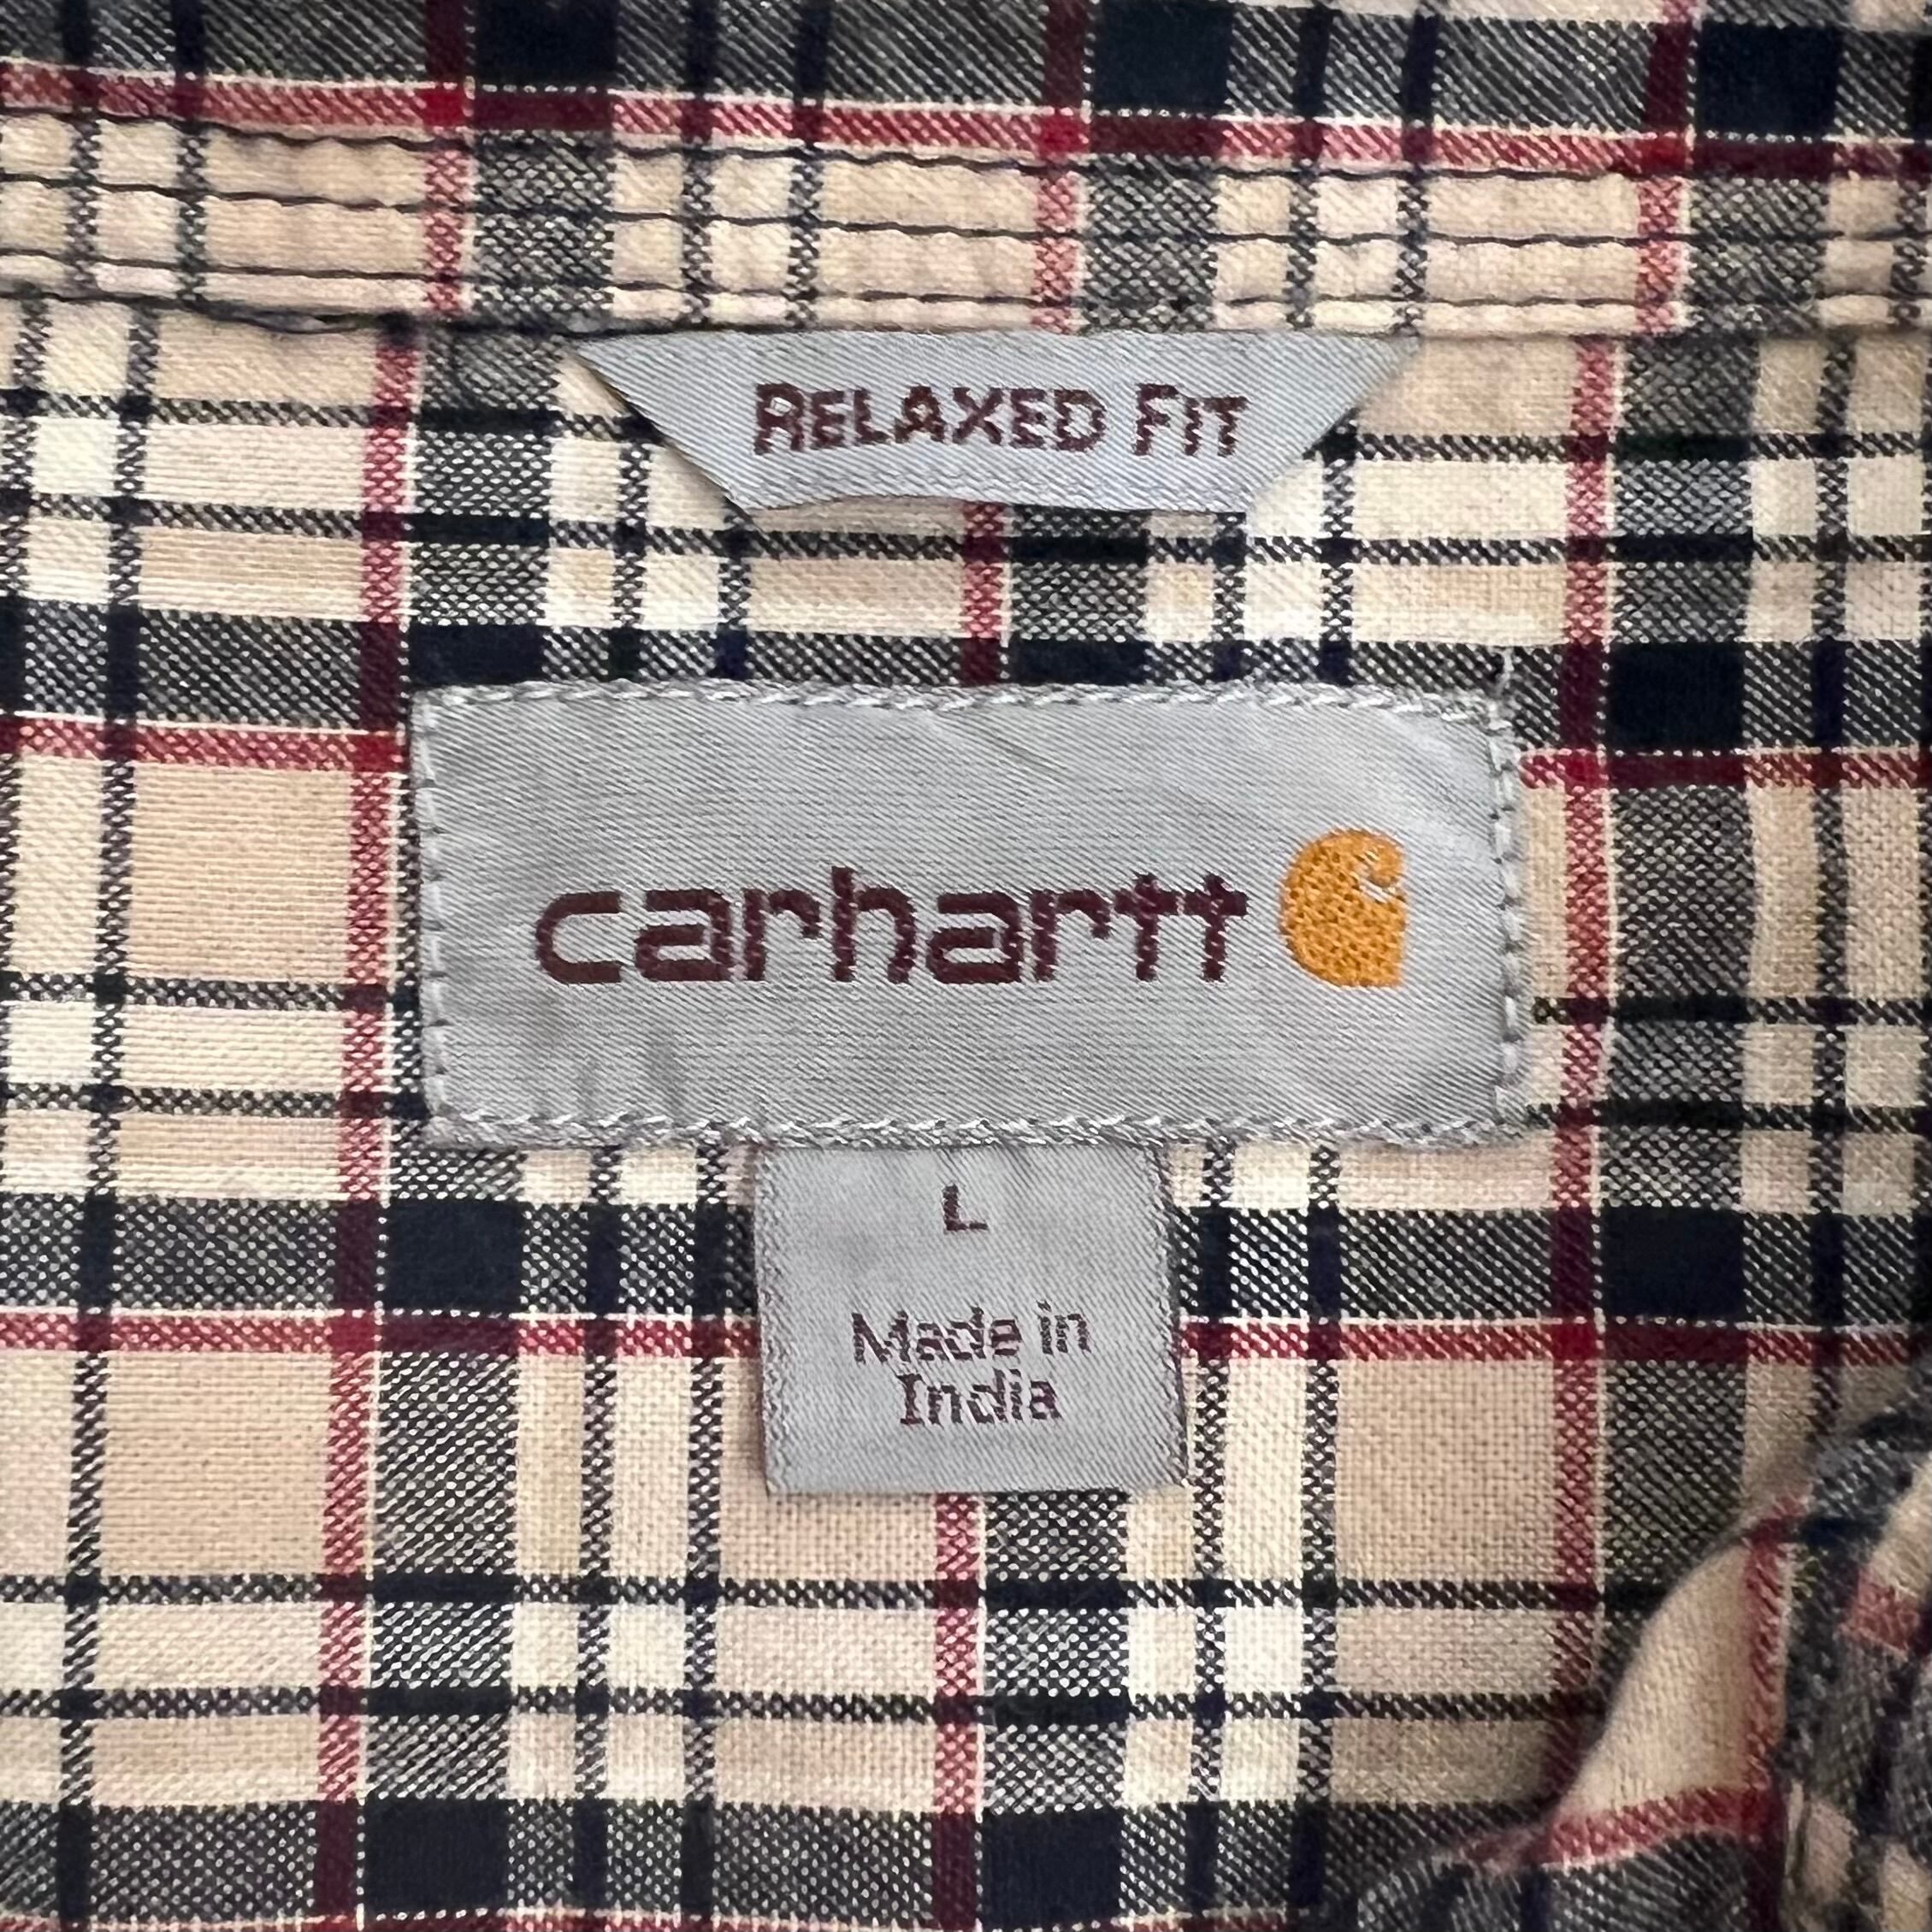 RELAXED FIT
carhartt
L
Made in
India